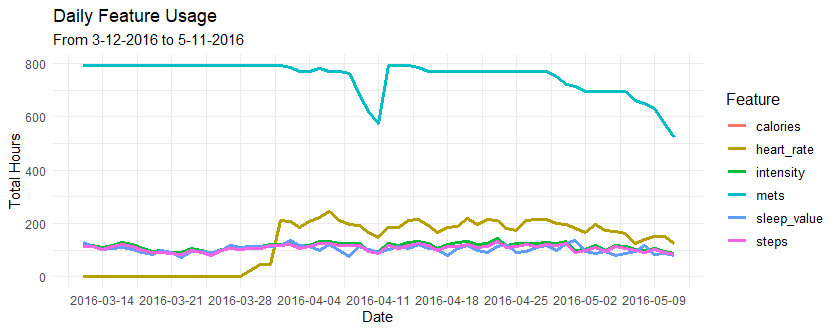 Daily Feature Usage
From 3-12-2016 to 5-11-2016
Total Hours
800
600
400
200
0
2016-03-14 2016-03-21 2016-03-28 2016-04-04 2016-04-11 2016-04-18 2016-04-25 2016-05-02 2016-05-09
Date
Feature
calories
heart_rate
intensity
mets
sleep_value
steps